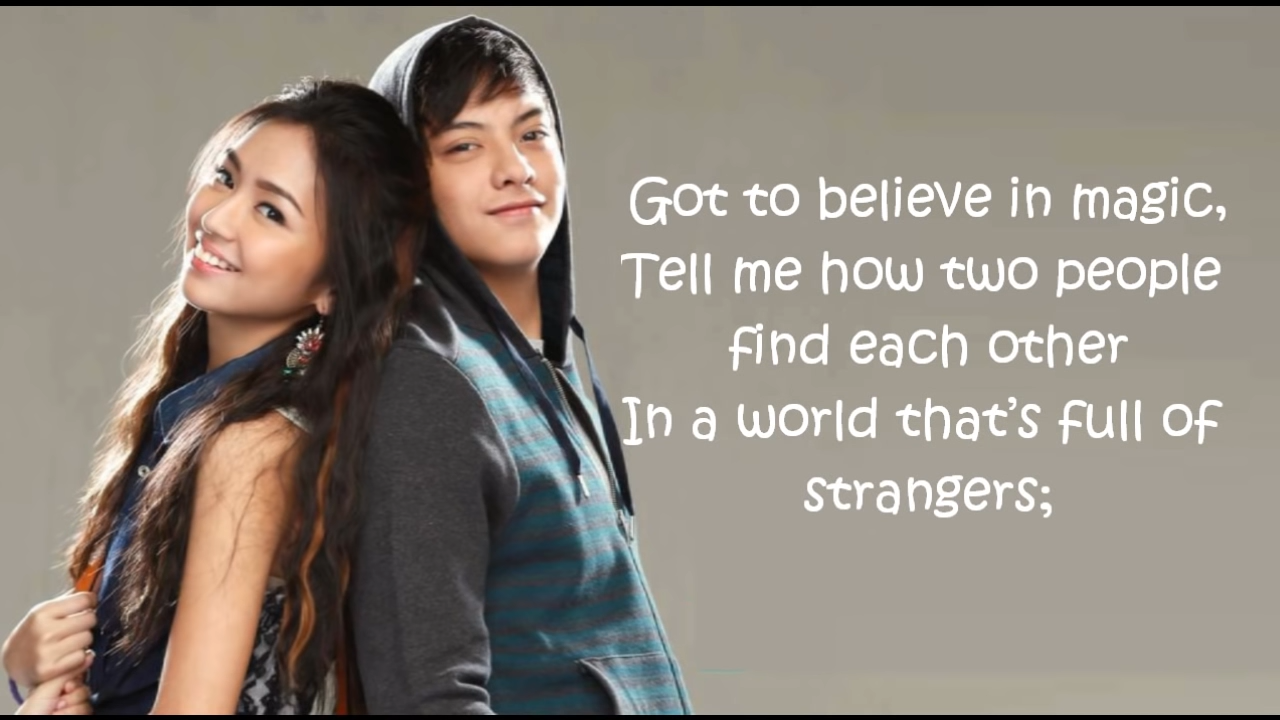 Got to believe in magic,
Tell me how two people
find each other
In a world that's full of
strangers;